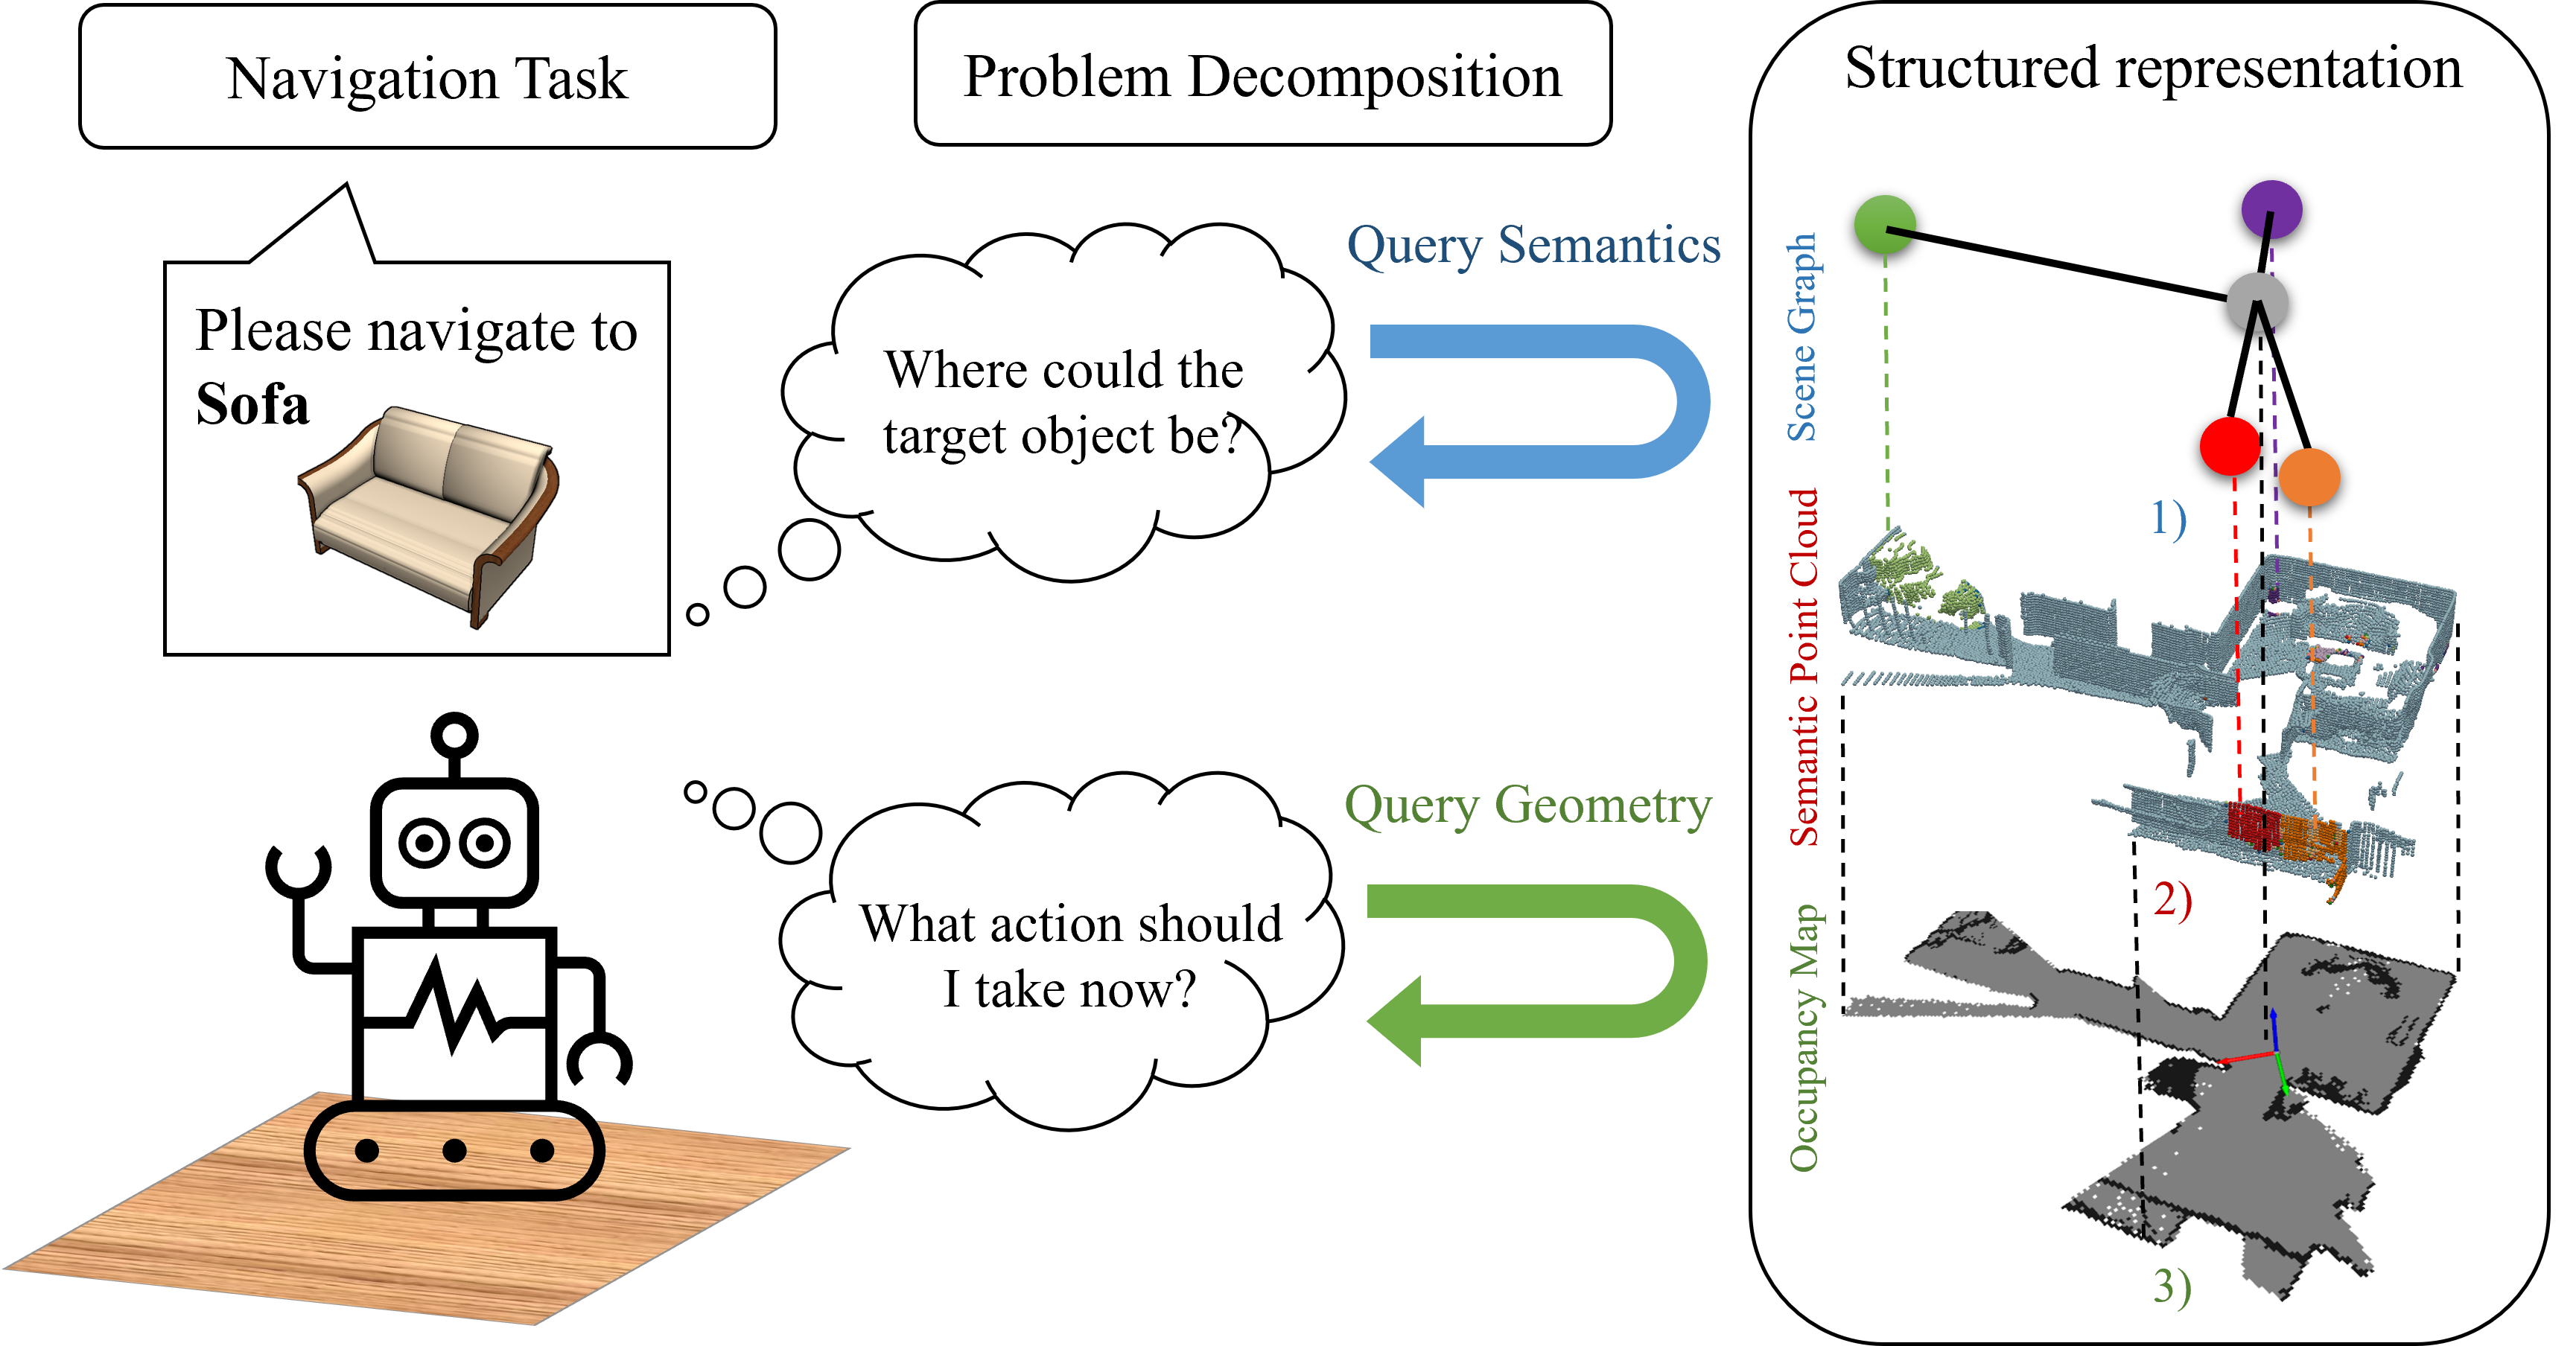 Navigation Task
Problem Decomposition
Structured representation
Please navigate to
Sofa
Where could the
target object be?
Query Semantics
What action should
I take now?
Query Geometry
Scene Graph
Semantic Point Cloud
Occupancy Map
1)
2)
3)